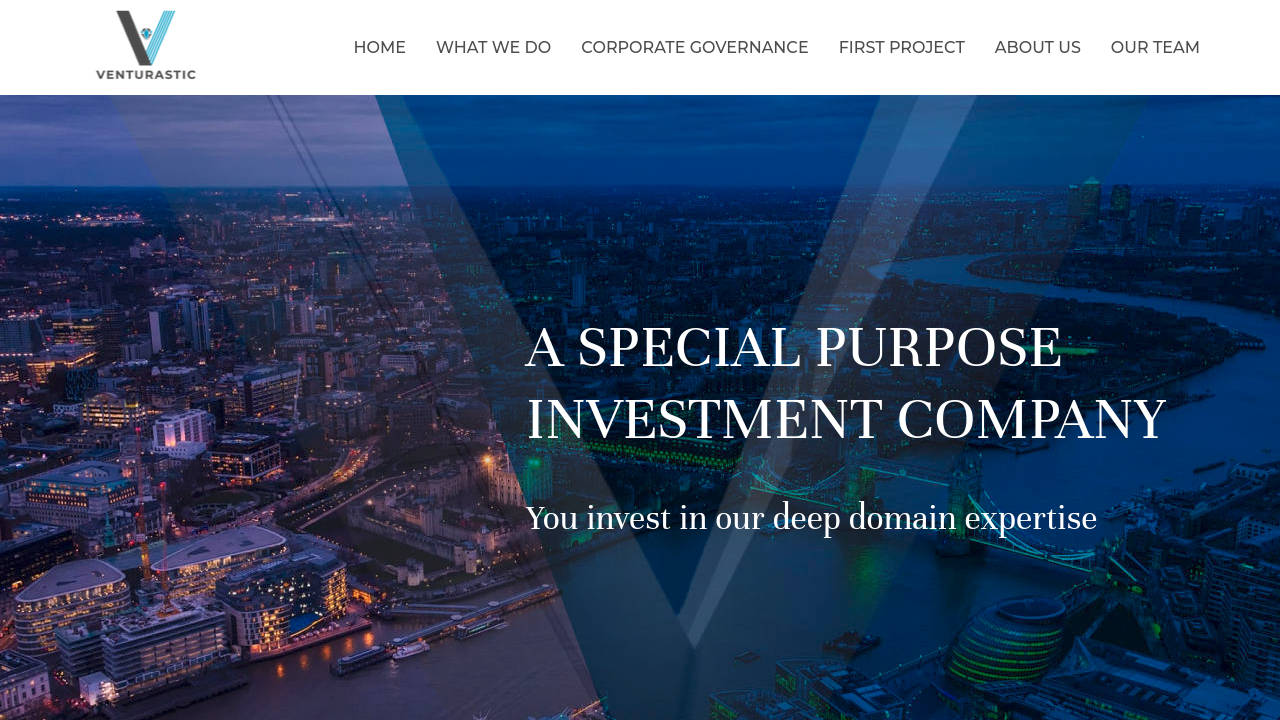 VENTURASTIC
HOME
WHAT WE DO
CORPORATE GOVERNANCE
FIRST PROJECT
ABOUT US
OUR TEAM
A SPECIAL PURPOSE
INVESTMENT COMPANY
You invest in our deep domain expertise